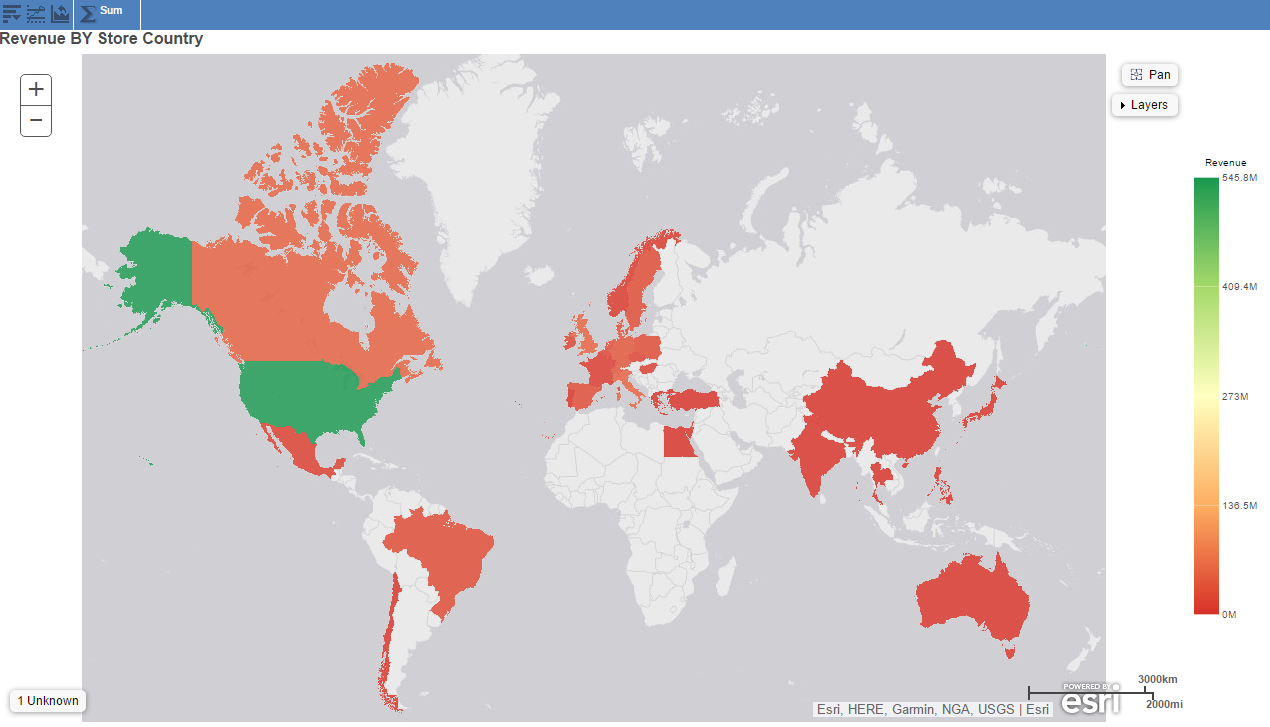 Sum
Revenue BY Store Country
+
−
Pan
Layers
Revenue
545.8M
409.4M
273M
136.5M
0M
1 Unknown
3000km
2000mi
POWERED BY
esri
Esri, HERE, Garmin, NGA, USGS | Esri